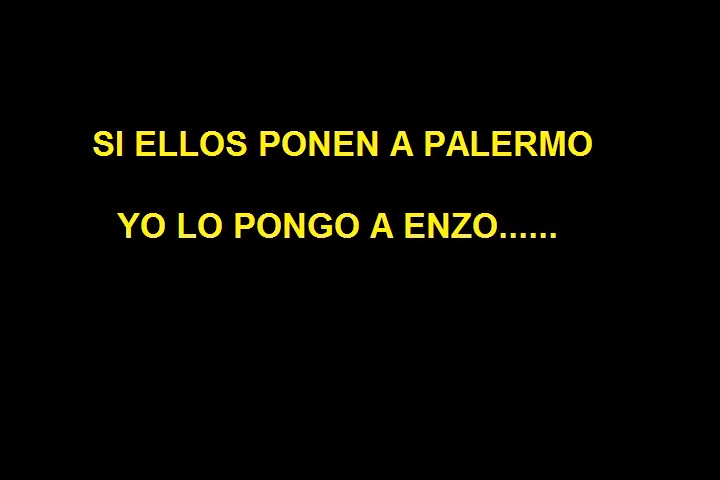 SI ELLOS PONEN A PALERMO
YO LO PONGO A ENZO......